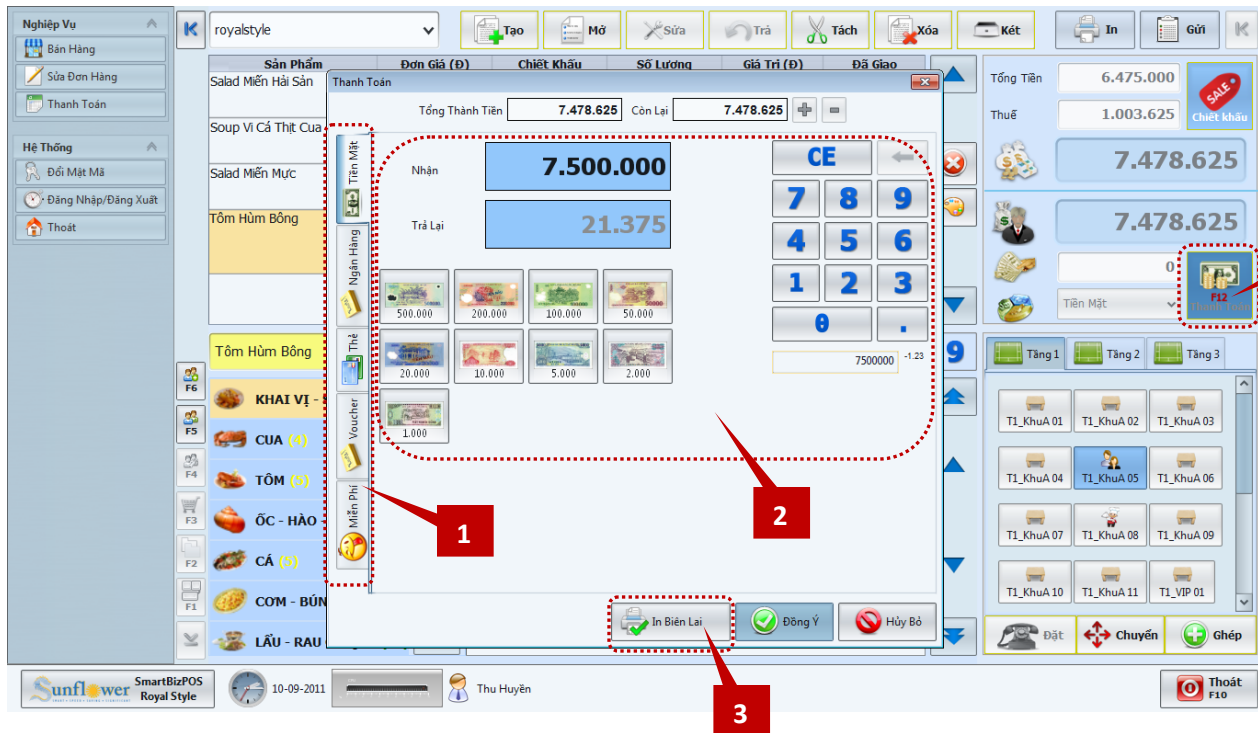 Nghiệp Vụ
Bán Hàng
Sửa Đơn Hàng
Thanh Toán
Hệ Thống
Đổi Mật Mã
Đăng Nhập/Đăng Xuất
Thoát
royalstyle
Tạo
Mở
Sửa
Trả
Tách
Xóa
Két
In
Gửi
Sản Phẩm
Đơn Giá (Đ)
Chiết Khấu
Số Lượng
Giá Trị (Đ)
Đã Giao
Salad Miến Hải Sản
Soup Vi Cá Thịt Cua
Salad Miến Mực
Tôm Hùm Bông
Tôm Hùm Bông
9
F6
F5
F4
F3
F2
F1
KHAI VỊ -
CUA (4)
TÔM (5)
ỐC - HÀO -
CÁ (5)
CƠM - BÚN
LẨU - RAU
Thanh Toán
Tổng Thành Tiền
7.478.625
Còn Lại
7.478.625
Tiền Mặt
Ngân Hàng
Thẻ
Voucher
Miễn Phí
Nhận
7.500.000
Trả Lại
21.375
CE
7
8
9
4
5
6
1
2
3
0
.
7500000
-1.23
500.000
200.000
100.000
50.000
20.000
10.000
5.000
2.000
1.000
1
2
3
In Biên Lai
Đồng Ý
Hủy Bỏ
Tổng Tiền
6.475.000
Thuế
1.003.625
SALE
Chiết khấu
7.478.625
7.478.625
0
Tiền Mặt
F12
Thanh Toán
Tầng 1
Tầng 2
Tầng 3
T1_KhuA 01
T1_KhuA 02
T1_KhuA 03
T1_KhuA 04
T1_KhuA 05
T1_KhuA 06
T1_KhuA 07
T1_KhuA 08
T1_KhuA 09
T1_KhuA 10
T1_KhuA 11
T1_VIP 01
Đặt
Chuyển
Ghép
Sunflower
SmartBizPOS
Royal Style
10-09-2011
Thu Huyền
Thoát
F10